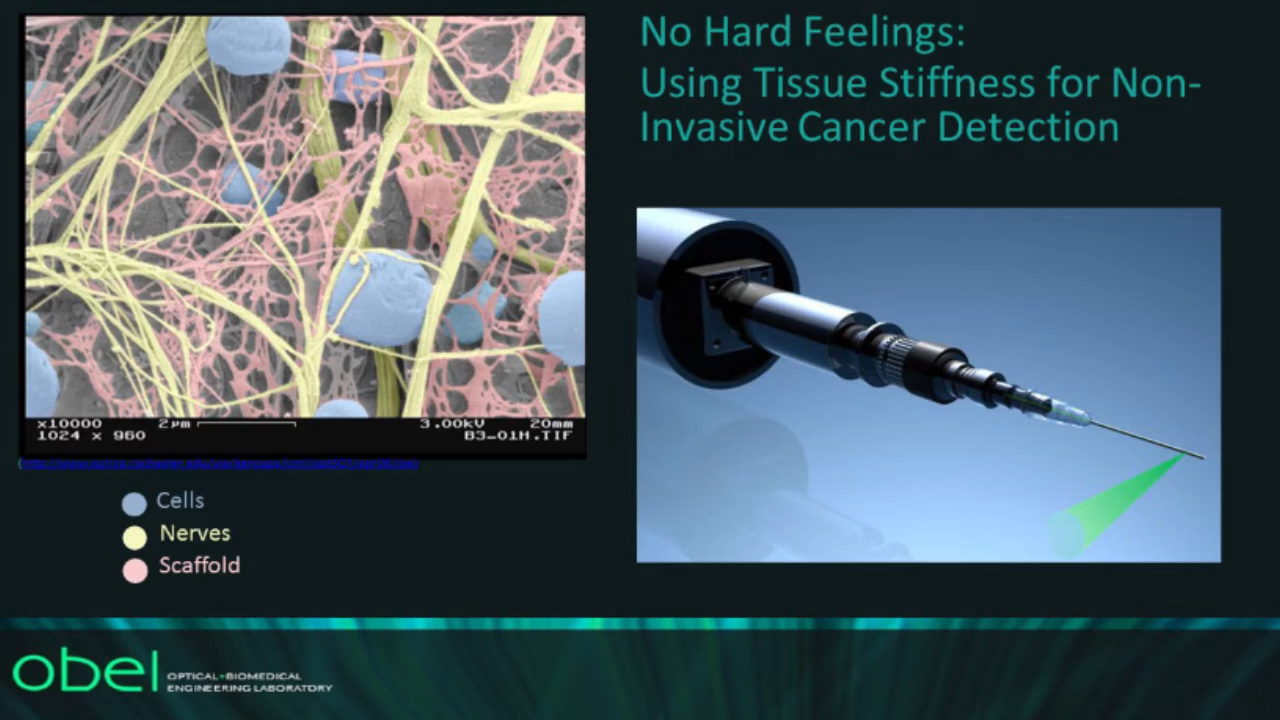 No Hard Feelings:
Using Tissue Stiffness for Non-
Invasive Cancer Detection
x10000 2µm 3.00kV 20mm
1024 x 960 B3-01H.TIF
Cells
Nerves
Scaffold
obel OPTICAL+BIOMEDICAL
ENGINEERING LABORATORY